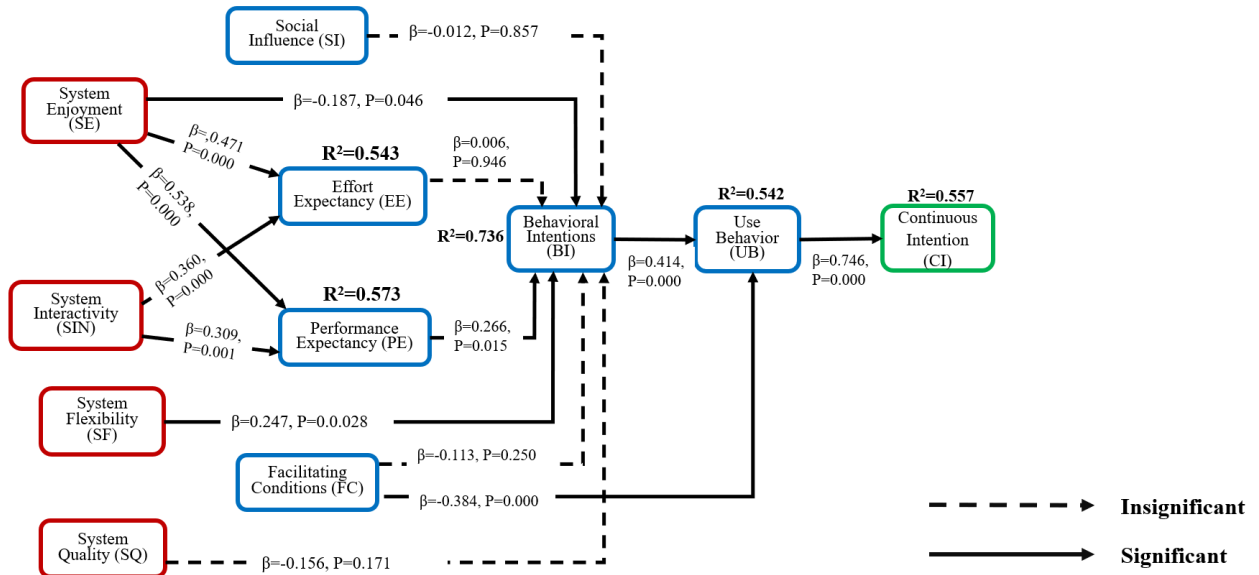 Social
Influence (SI)
β=-0.012, P=0.857
System
Enjoyment
(SE)
β=-0.187, P=0.046
β=,0.471
P=0.000
β=0.538,
P=0.000
R²=0.543
Effort
Expectancy (EE)
β=0.006,
P=0.946
R²=0.736
Behavioral
Intentions
(BI)
β=0.414,
P=0.000
R²=0.542
Use
Behavior
(UB)
β=0.746,
P=0.000
R²=0.557
Continuous
Intention
(CI)
System
Interactivity
(SIN)
β=0.360,
P=0.000
β=0.309,
P=0.001
R²=0.573
Performance
Expectancy (PE)
β=0.266,
P=0.015
System
Flexibility
(SF)
β=0.247, P=0.0.028
Facilitating
Conditions (FC)
β=-0.113, P=0.250
β=-0.384, P=0.000
System
Quality (SQ)
β=-0.156, P=0.171
Insignificant
Significant